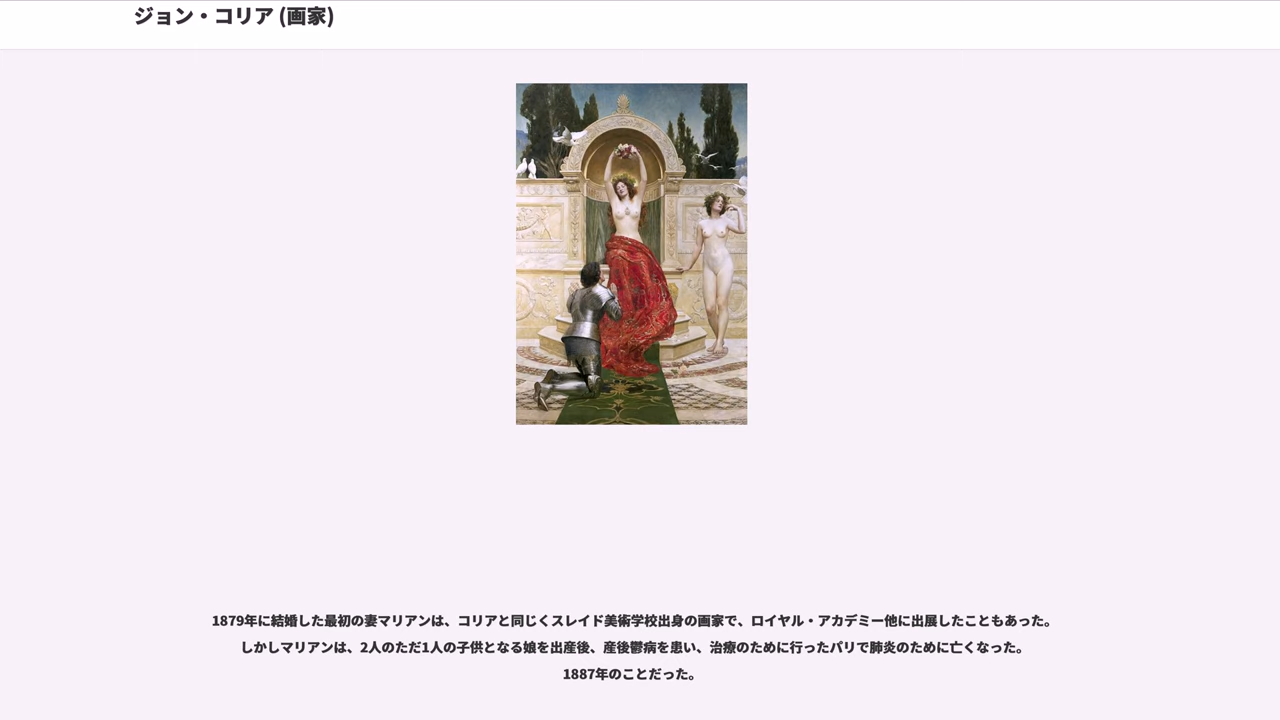 ジョン・コリア (画家)
1879年に結婚した最初の妻マリアンは、コリアと同じくスレイド美術学校出身の画家で、ロイヤル・アカデミー他に出展したこともあった。
しかしマリアンは、2人のただ1人の子供となる娘を出産後、産後鬱病を患い、治療のために行ったパリで肺炎のために亡くなった。
1887年のことだった。